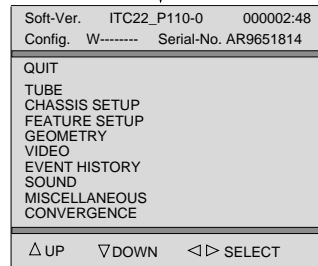 Soft-Ver. ITC22_P110-0 000002:48
Config. W-------- Serial-No. AR9651814
QUIT
TUBE
CHASSIS SETUP
FEATURE SETUP
GEOMETRY
VIDEO
EVENT HISTORY
SOUND
MISCELLANEOUS
CONVERGENCE
△ UP ▽ DOWN ◁ ▷ SELECT